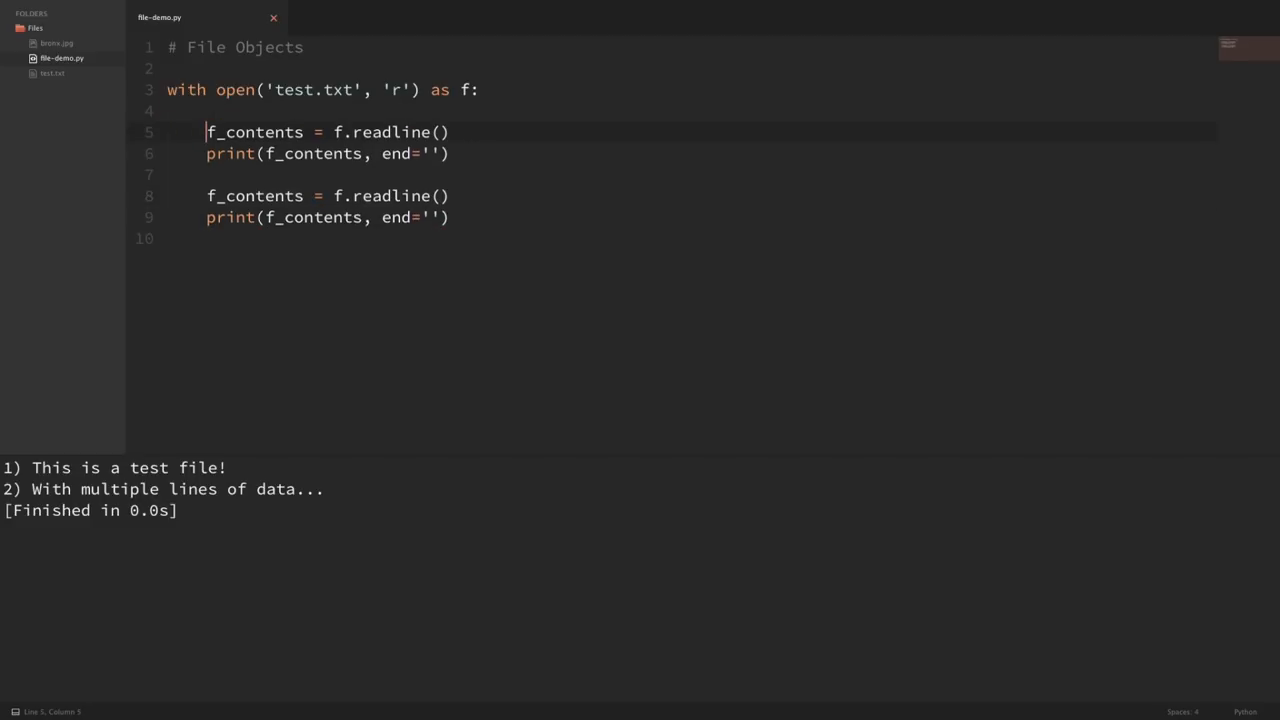 FOLDERS
Files
bronx.jpg
file-demo.py
test.txt
file-demo.py
1 # File Objects
2
3 with open('test.txt', 'r') as f:
4
5     f_contents = f.readline()
6     print(f_contents, end='')
7
8     f_contents = f.readline()
9     print(f_contents, end='')
10
1) This is a test file!
2) With multiple lines of data...
[Finished in 0.0s]
Line 5, Column 5
Spaces: 4
Python